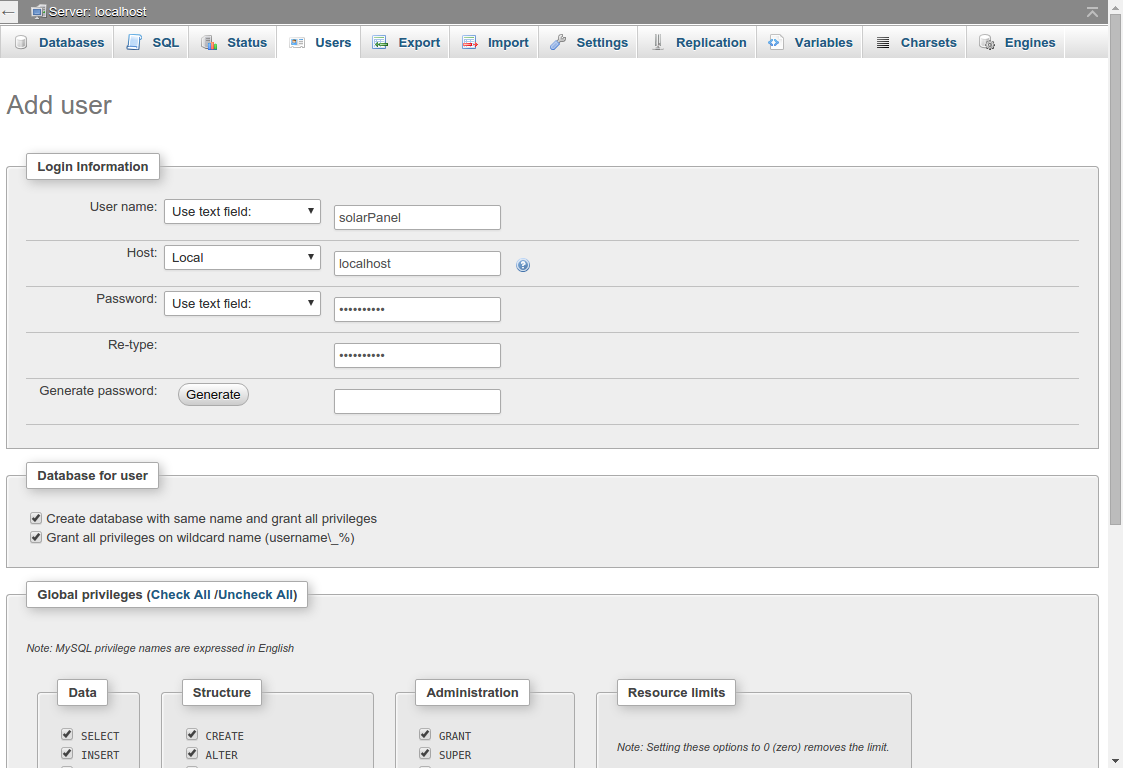 Server: localhost
Databases SQL Status Users Export Import Settings Replication Variables Charsets Engines
Add user
Login Information
User name: Use text field: solarPanel
Host: Local localhost
Password: Use text field: ••••••••••
Re-type: ••••••••••
Generate password: Generate
Database for user
Create database with same name and grant all privileges
Grant all privileges on wildcard name (username\_%)
Global privileges (Check All /Uncheck All)
Note: MySQL privilege names are expressed in English
Data Structure Administration Resource limits
SELECT CREATE GRANT
Note: Setting these options to 0 (zero) removes the limit.
INSERT ALTER SUPER